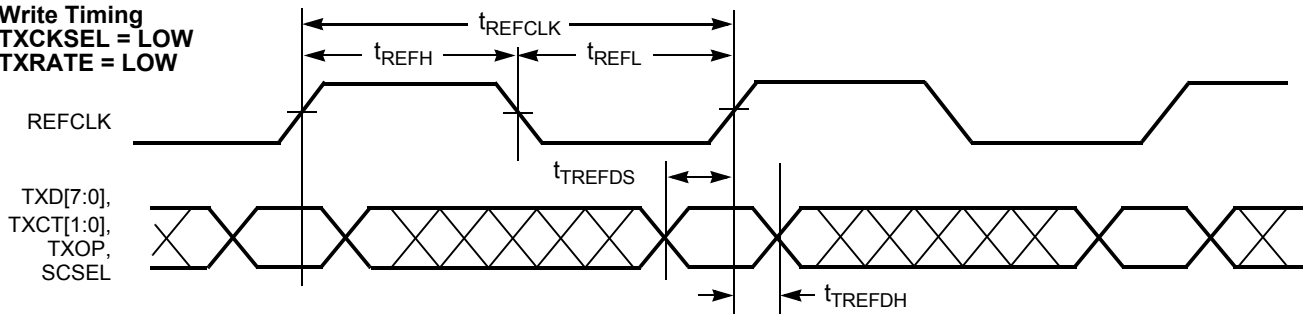 Write Timing
TXCKSEL = LOW
TXRATE = LOW
tREFCLK
tREFH
tREFL
REFCLK
tTREFDS
TXD[7:0],
TXCT[1:0],
TXOP,
SCSEL
tTREFDH